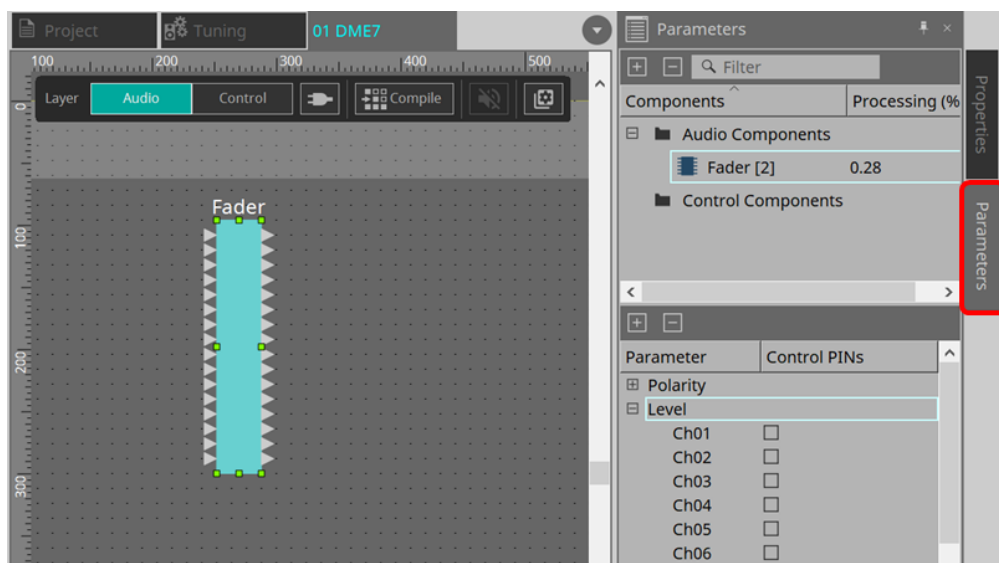 Project
Tuning
01 DME7
Parameters
100
200
300
400
500
Layer
Audio
Control
Compile
Filter
Components
Processing (%
Audio Components
Fader [2]
0.28
Control Components
Properties
Parameters
Fader
0
100
200
300
Parameter
Control PINs
Polarity
Level
Ch01
Ch02
Ch03
Ch04
Ch05
Ch06